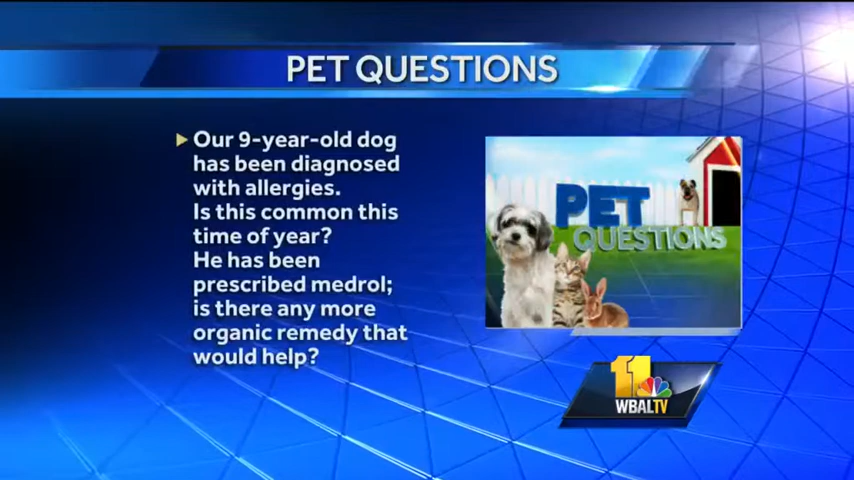 PET QUESTIONS
Our 9-year-old dog
has been diagnosed
with allergies.
Is this common this
time of year?
He has been
prescribed medrol;
is there any more
organic remedy that
would help?
PET
QUESTIONS
11
WBALTV